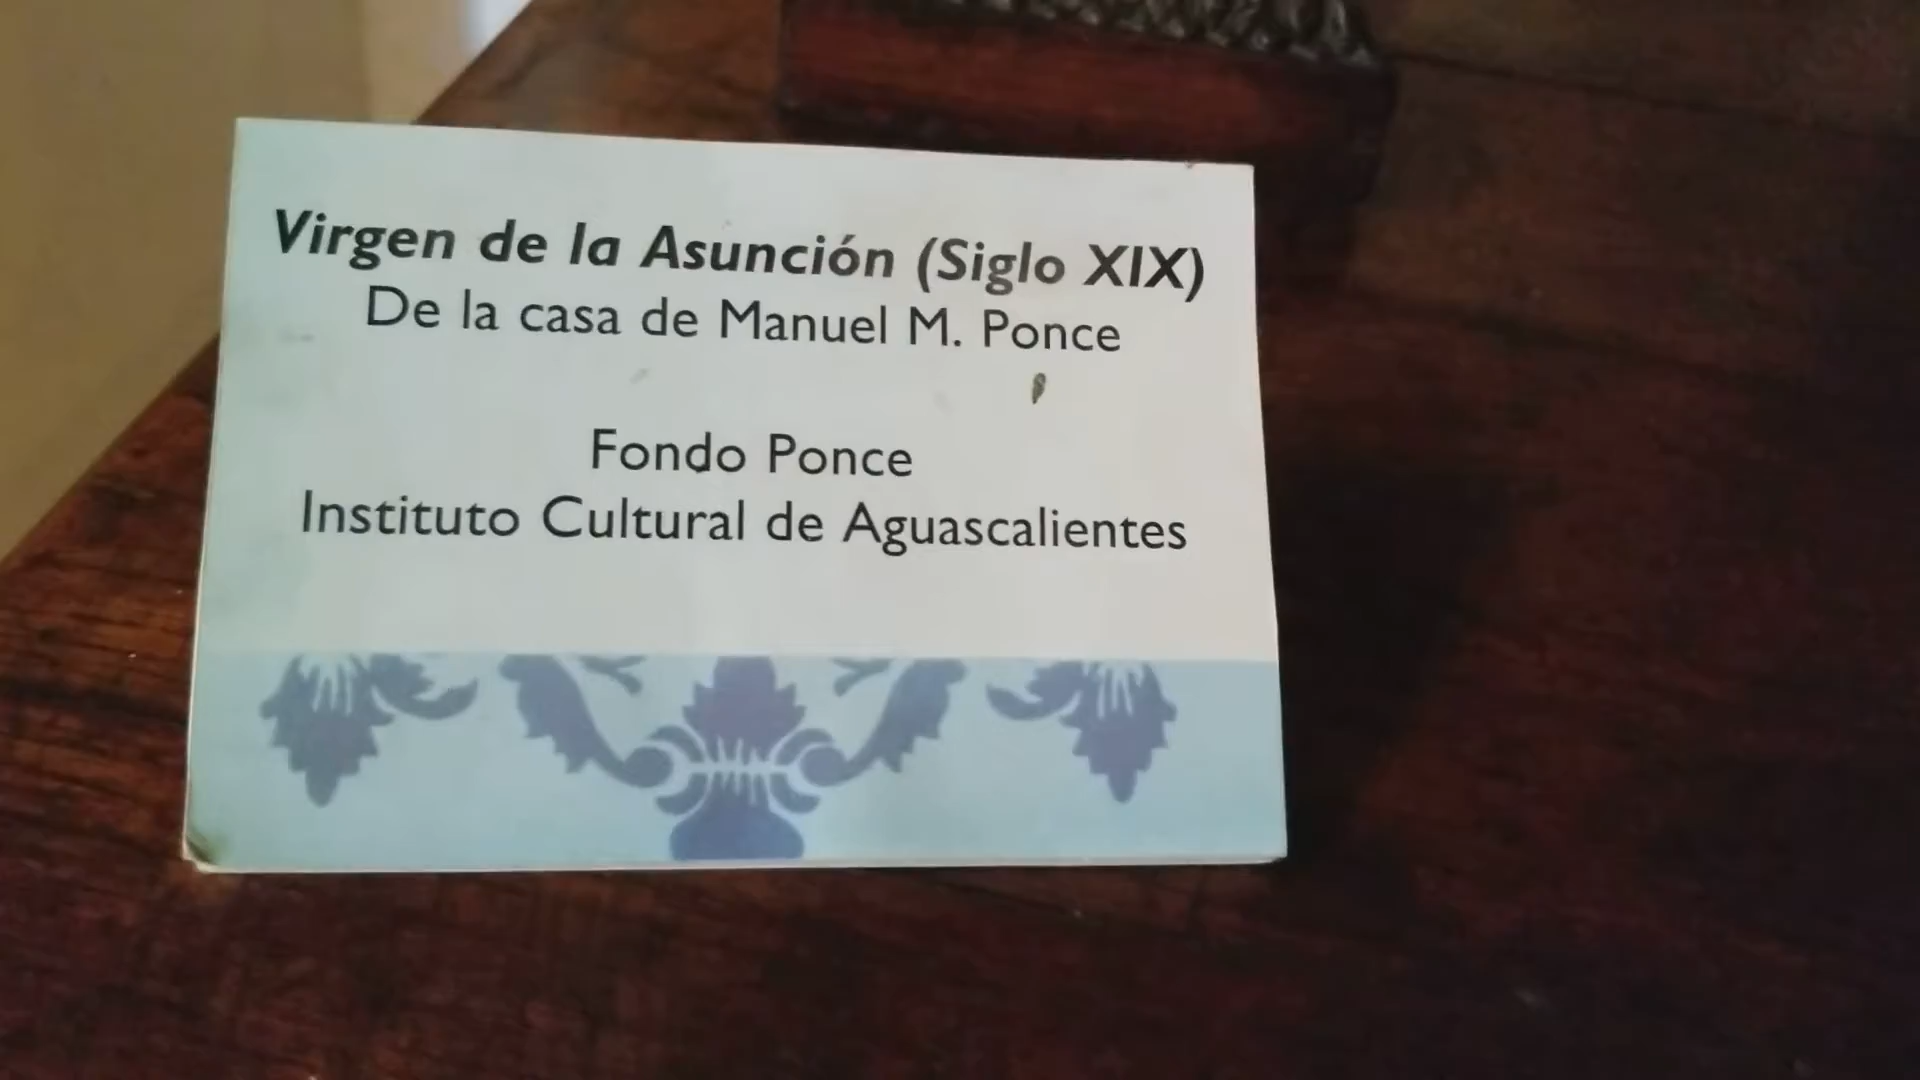 Virgen de la Asunción (Siglo XIX)
De la casa de Manuel M. Ponce
Fondo Ponce
Instituto Cultural de Aguascalientes